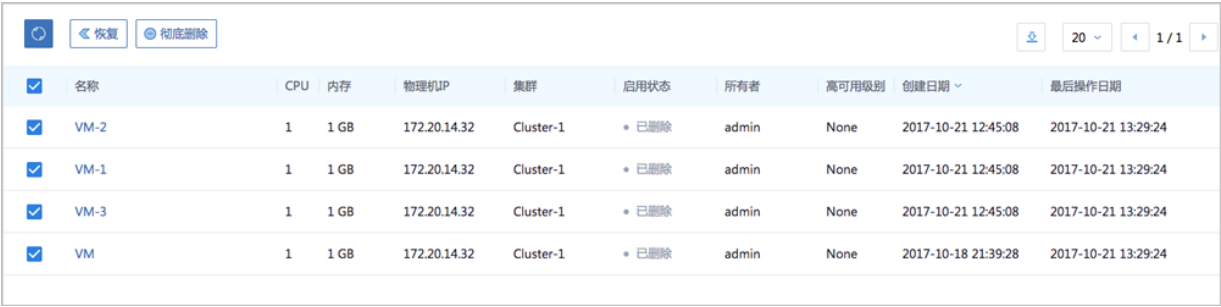 恢复 彻底删除 20 1 / 1
名称 CPU 内存 物理机IP 集群 启用状态 所有者 高可用级别 创建日期 最后操作日期
VM-2 1 1 GB 172.20.14.32 Cluster-1 已删除 admin None 2017-10-21 12:45:08 2017-10-21 13:29:24
VM-1 1 1 GB 172.20.14.32 Cluster-1 已删除 admin None 2017-10-21 12:45:08 2017-10-21 13:29:24
VM-3 1 1 GB 172.20.14.32 Cluster-1 已删除 admin None 2017-10-21 12:45:08 2017-10-21 13:29:24
VM 1 1 GB 172.20.14.32 Cluster-1 已删除 admin None 2017-10-18 21:39:28 2017-10-21 13:29:24